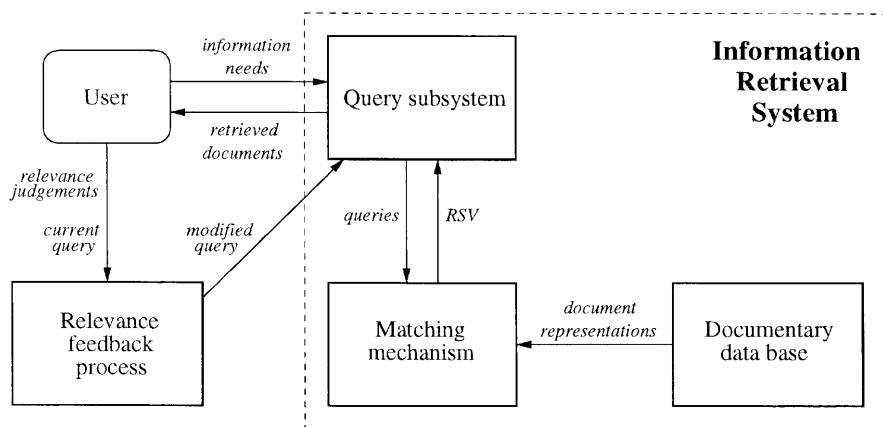 Information
Retrieval
System
information
needs
User
Query subsystem
retrieved
documents
relevance
judgements
current
query
modified
query
queries
RSV
document
representations
Relevance
feedback
process
Matching
mechanism
Documentary
data base